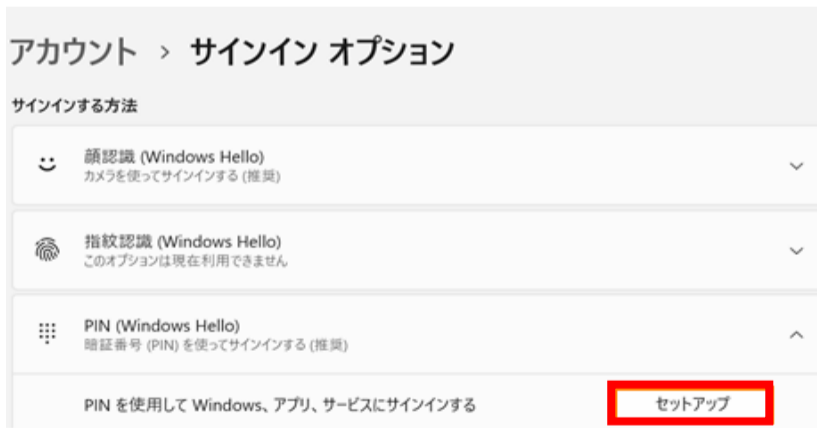 アカウント › サインイン オプション
サインインする方法
顔認識 (Windows Hello)
カメラを使ってサインインする (推奨)
指紋認識 (Windows Hello)
このオプションは現在利用できません
PIN (Windows Hello)
暗証番号 (PIN) を使ってサインインする (推奨)
PIN を使用して Windows、アプリ、サービスにサインインする セットアップ